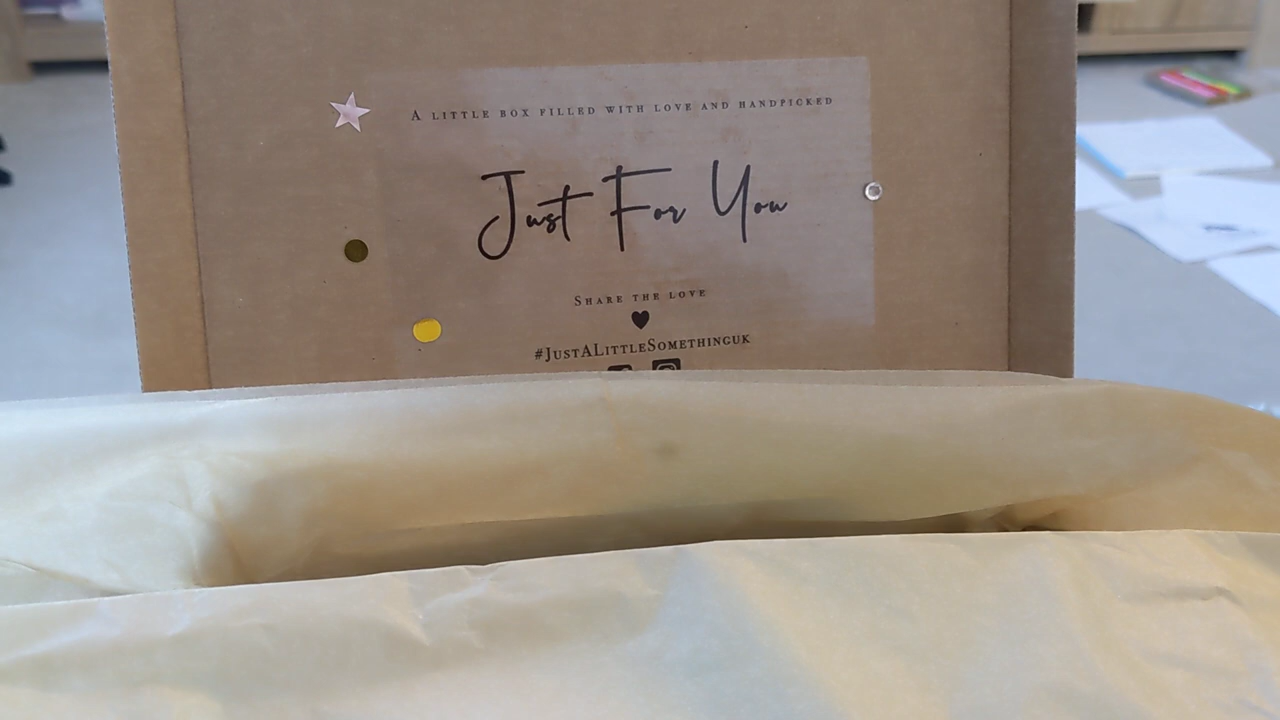 A LITTLE BOX FILLED WITH LOVE AND HANDPICKED
Just For You
SHARE THE LOVE
#JUSTALITTLESOMETHINGUK